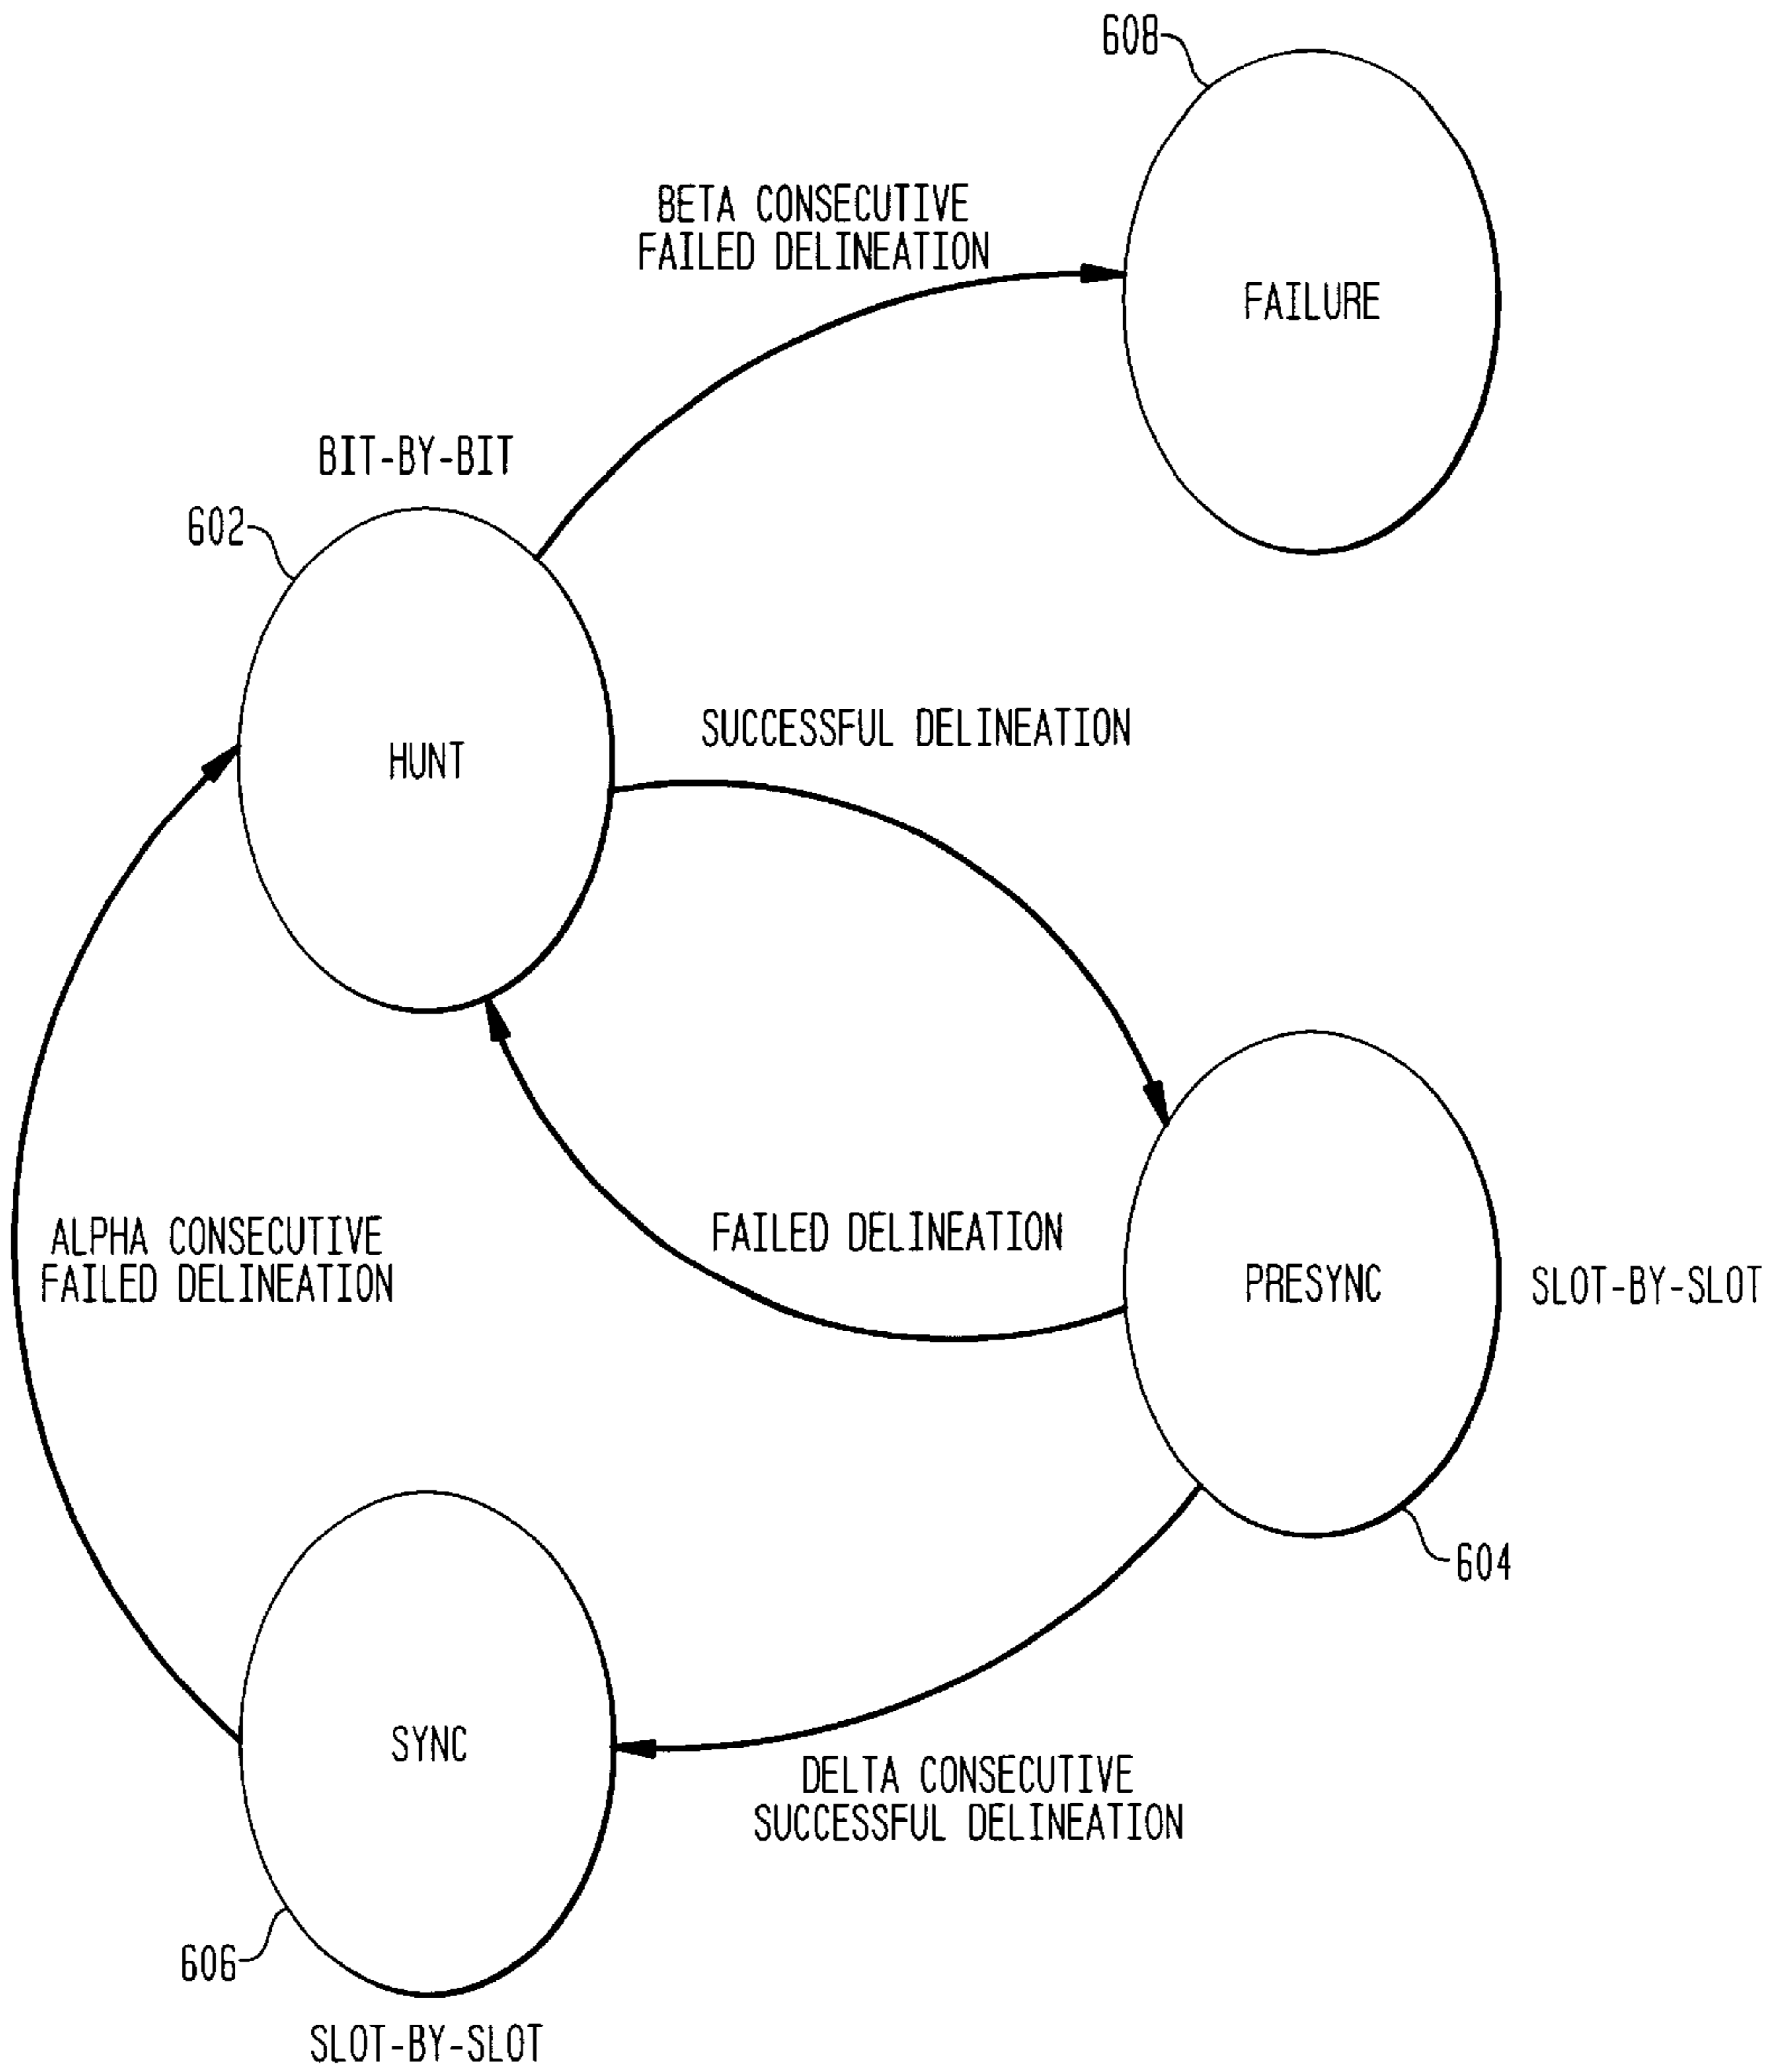 608
BETA CONSECUTIVE
FAILED DELINEATION
FAILURE
BIT-BY-BIT
602
SUCCESSFUL DELINEATION
HUNT
ALPHA CONSECUTIVE
FAILED DELINEATION
FAILED DELINEATION
PRESYNC
SLOT-BY-SLOT
604
SYNC
DELTA CONSECUTIVE
SUCCESSFUL DELINEATION
606
SLOT-BY-SLOT